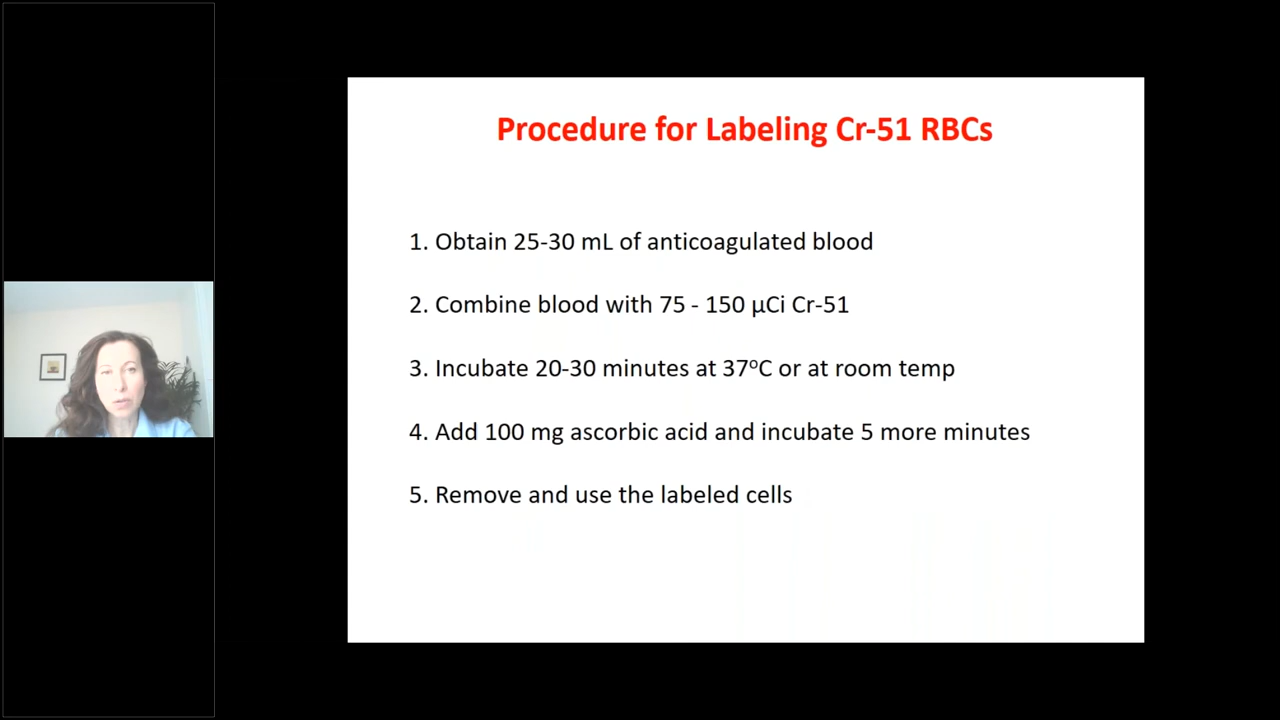 Procedure for Labeling Cr-51 RBCs
1. Obtain 25-30 mL of anticoagulated blood
2. Combine blood with 75 - 150 µCi Cr-51
3. Incubate 20-30 minutes at 37ºC or at room temp
4. Add 100 mg ascorbic acid and incubate 5 more minutes
5. Remove and use the labeled cells